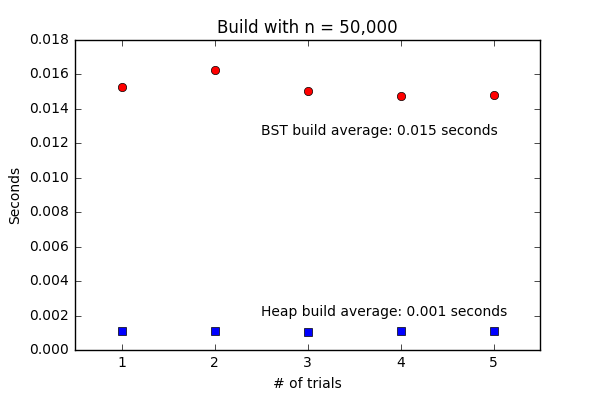 Build with n = 50,000
0.018
0.016
0.014
BST build average: 0.015 seconds
0.012
0.010
Seconds
0.008
0.006
0.004
Heap build average: 0.001 seconds
0.002
0.000
1 2 3 4 5
# of trials